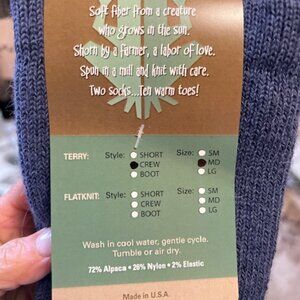 Soft fiber from a creature
who grows in the sun.
Shorn by a farmer, a labor of love.
Spun in a mill and knit with care.
Two socks...Ten warm toes!
TERRY: Style: SHORT Size: SM
CREW MD
BOOT LG
FLATKNIT: Style: SHORT Size: SM
CREW MD
BOOT LG
Wash in cool water, gentle cycle.
Tumble or air dry.
72% Alpaca • 26% Nylon • 2% Elastic
Made in U.S.A.